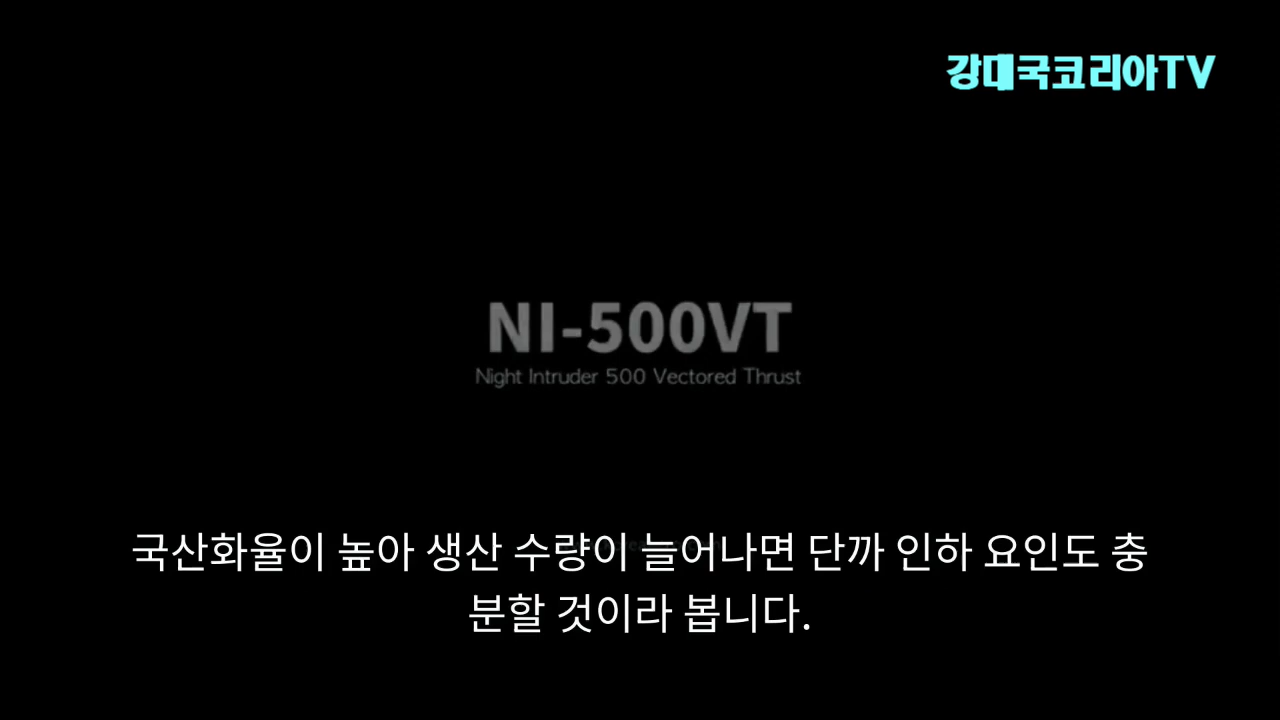 강대국코리아TV
NI-500VT
Night Intruder 500 Vectored Thrust
국산화율이 높아 생산 수량이 늘어나면 단까 인하 요인도 충
분할 것이라 봅니다.